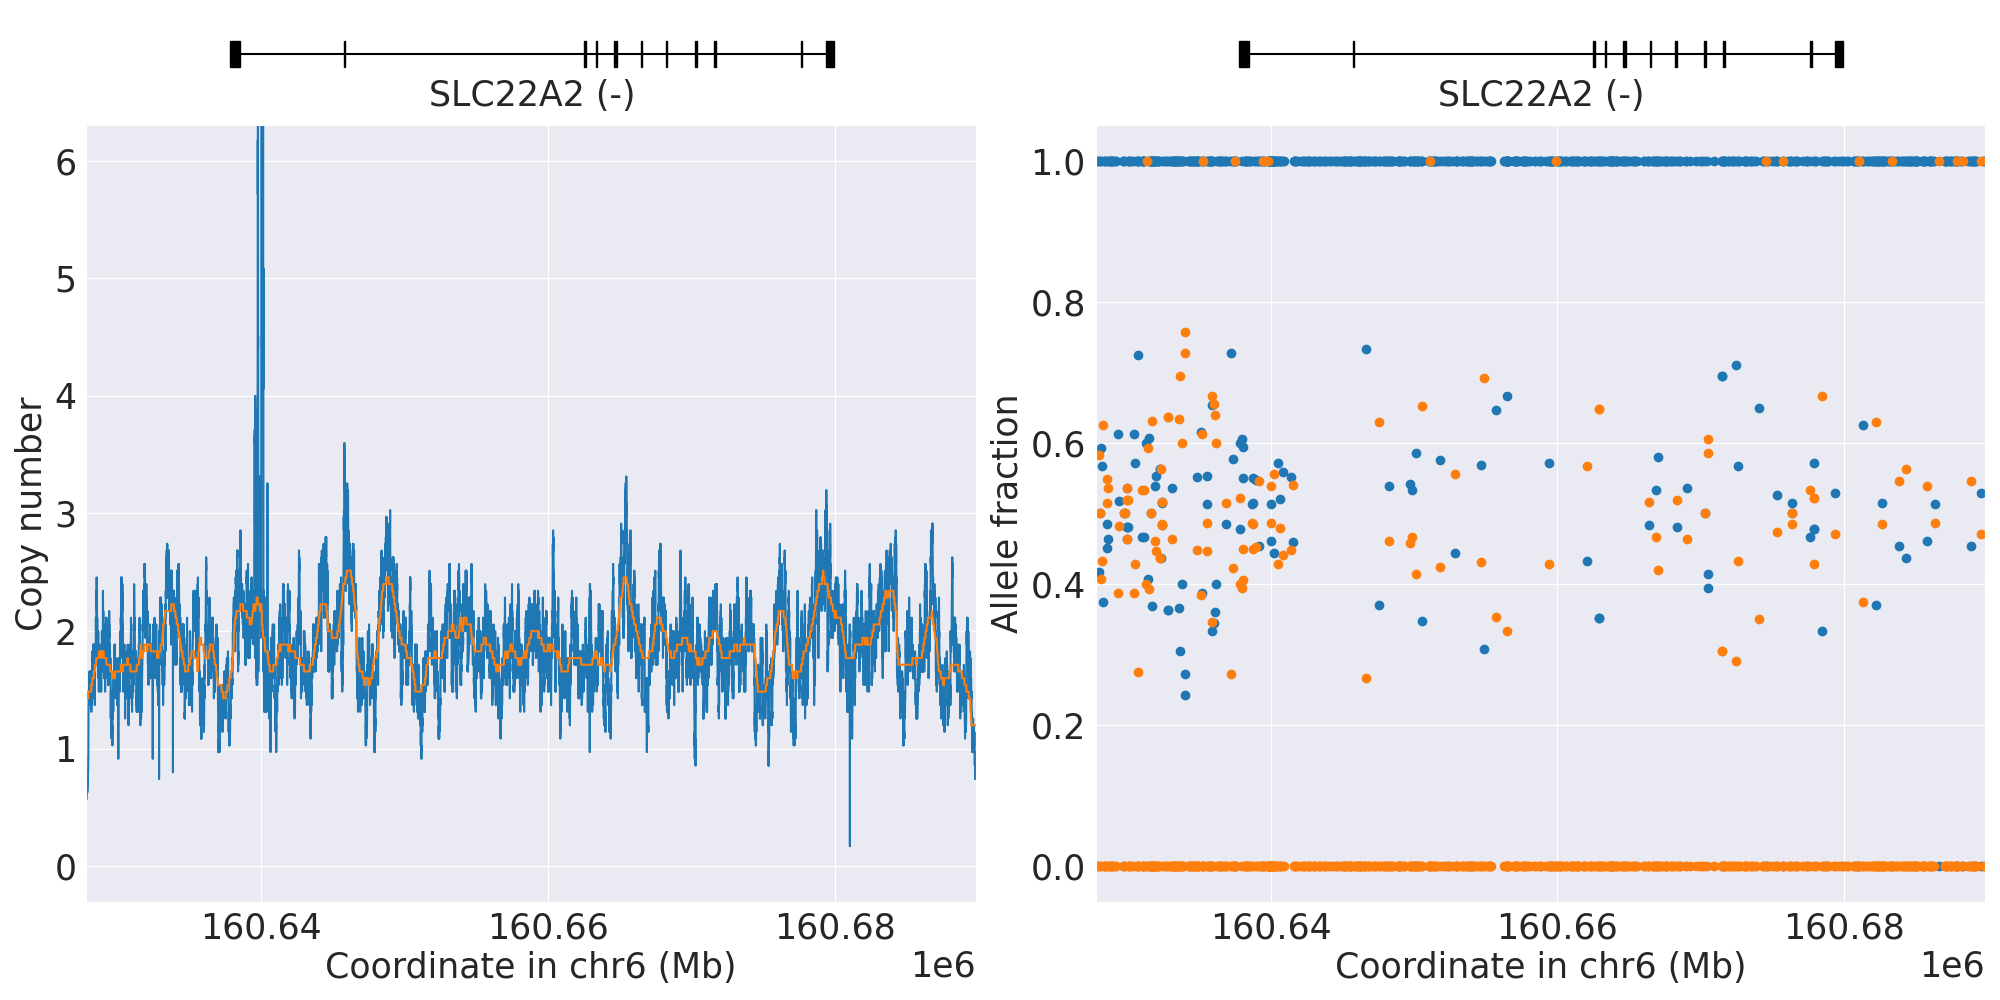 SLC22A2 (-)
Copy number
6
5
4
3
2
1
0
160.64
160.66
160.68
Coordinate in chr6 (Mb)
1e6
SLC22A2 (-)
Allele fraction
1.0
0.8
0.6
0.4
0.2
0.0
160.64
160.66
160.68
Coordinate in chr6 (Mb)
1e6